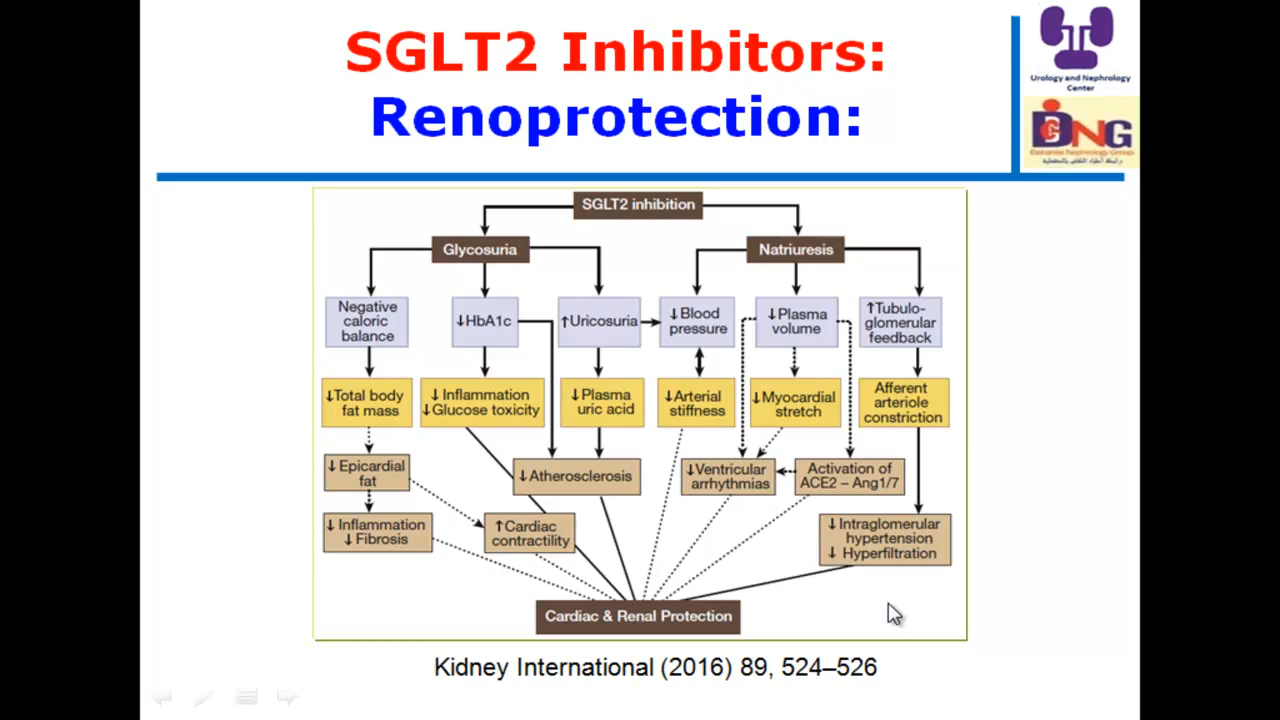 SGLT2 Inhibitors:
Renoprotection:
Urology and Nephrology
Center
DNG
SGLT2 inhibition
Glycosuria
Natriuresis
Negative
caloric
balance
↓HbA1c
↑Uricosuria
↓Blood
pressure
↓Plasma
volume
↑Tubulo-
glomerular
feedback
↓Total body
fat mass
↓ Inflammation
↓Glucose toxicity
↓Plasma
uric acid
↓Arterial
stiffness
↓Myocardial
stretch
Afferent
arteriole
constriction
↓Epicardial
fat
↓ Atherosclerosis
↓Ventricular
arrhythmias
Activation of
ACE2 – Ang1/7
↓ Inflammation
↓ Fibrosis
↑Cardiac
contractility
↓ Intraglomerular
hypertension
↓ Hyperfiltration
Cardiac & Renal Protection
Kidney International (2016) 89, 524–526